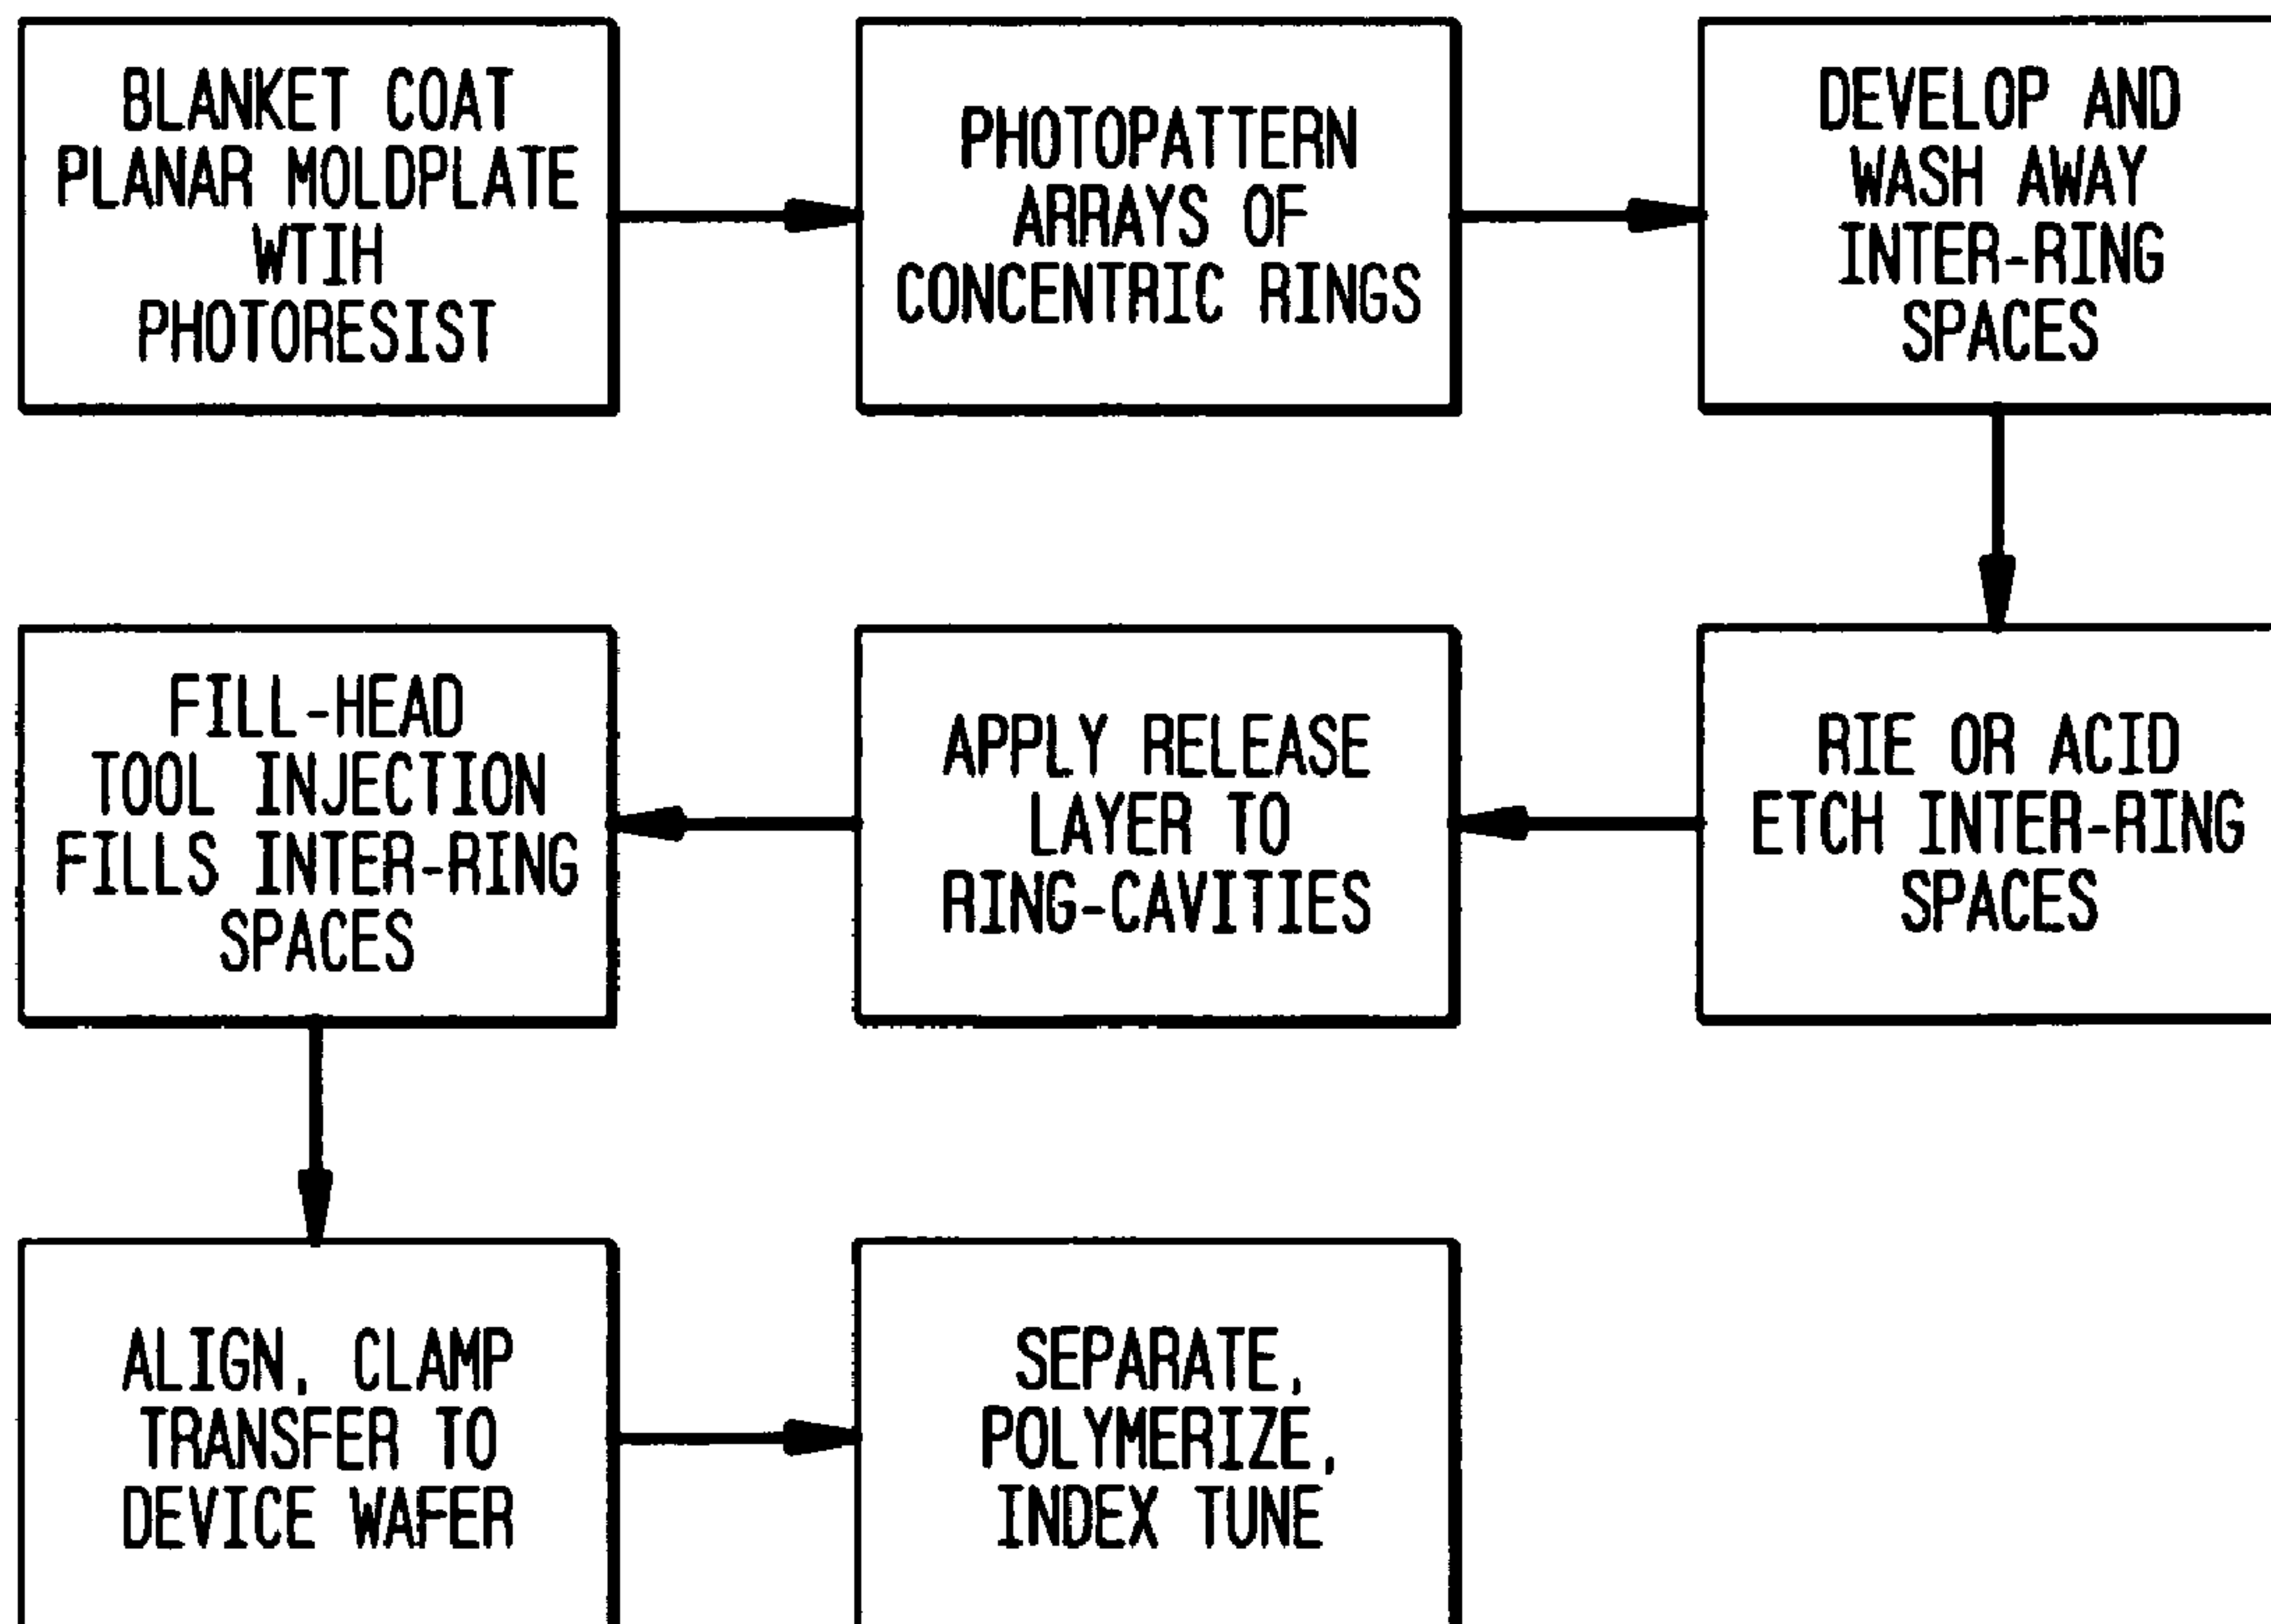 BLANKET COAT
PLANAR MOLDPLATE
WTIH
PHOTORESIST
PHOTOPATTERN
ARRAYS OF
CONCENTRIC RINGS
DEVELOP AND
WASH AWAY
INTER-RING
SPACES
RIE OR ACID
ETCH INTER-RING
SPACES
APPLY RELEASE
LAYER TO
RING-CAVITIES
FILL-HEAD
TOOL INJECTION
FILLS INTER-RING
SPACES
ALIGN, CLAMP
TRANSFER TO
DEVICE WAFER
SEPARATE,
POLYMERIZE,
INDEX TUNE